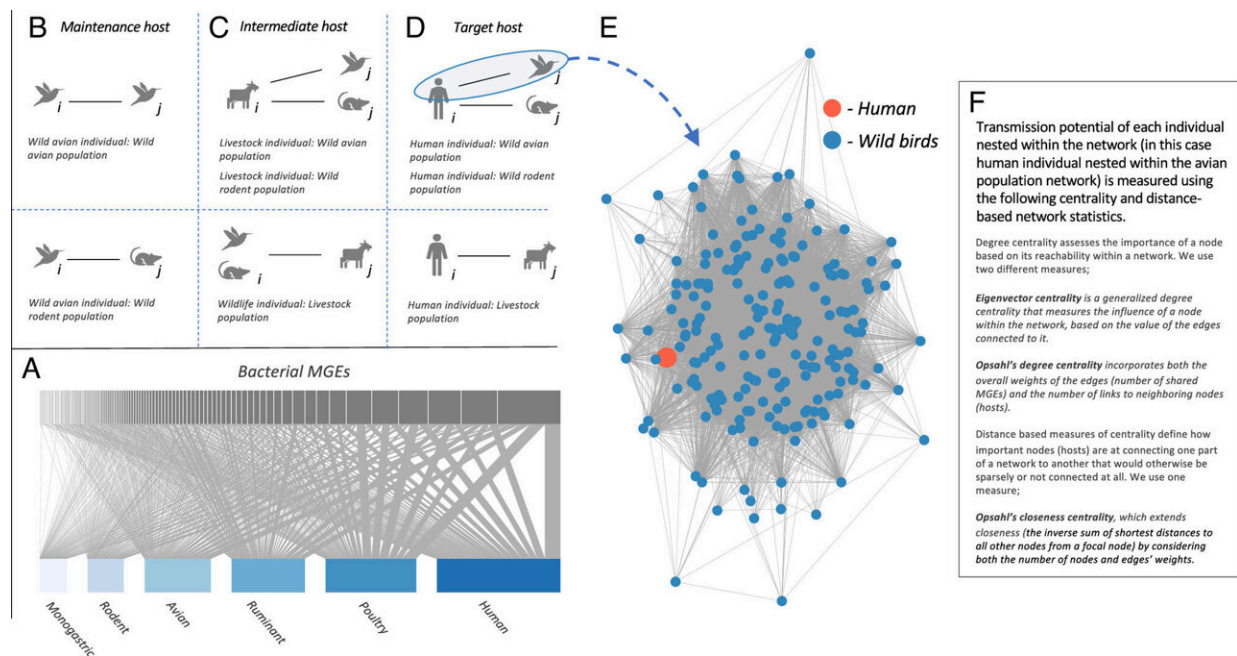 B
Maintenance host
i
j
Wild avian individual: Wild
avian population
i
j
Wild avian individual: Wild
rodent population
C
Intermediate host
j
i
j
Livestock individual: Wild avian
population
Livestock individual: Wild
rodent population
i
j
Wildlife individual: Livestock
population
D
Target host
j
i
j
Human individual: Wild avian
population
Human individual: Wild rodent
population
i
j
Human individual: Livestock
population
E
- Human
- Wild birds
F
Transmission potential of each individual
nested within the network (in this case
human individual nested within the avian
population network) is measured using
the following centrality and distance-
based network statistics.
Degree centrality assesses the importance of a node
based on its reachability within a network. We use
two different measures;
Eigenvector centrality is a generalized degree
centrality that measures the influence of a node
within the network, based on the value of the edges
connected to it.
Opsahl's degree centrality incorporates both the
overall weights of the edges (number of shared
MGEs) and the number of links to neighboring nodes
(hosts).
Distance based measures of centrality define how
important nodes (hosts) are at connecting one part
of a network to another that would otherwise be
sparsely or not connected at all. We use one
measure;
Opsahl's closeness centrality, which extends
closeness (the inverse sum of shortest distances to
all other nodes from a focal node) by considering
both the number of nodes and edges' weights.
A
Bacterial MGEs
Monogastric
Rodent
Avian
Ruminant
Poultry
Human